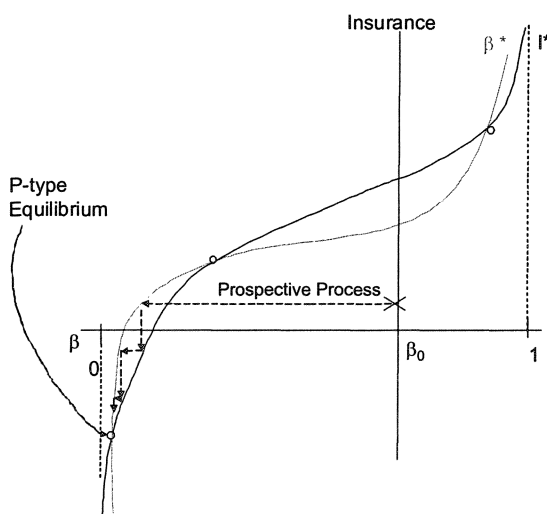 Insurance
β*
I*
P-type
Equilibrium
Prospective Process
β
0
β₀
1